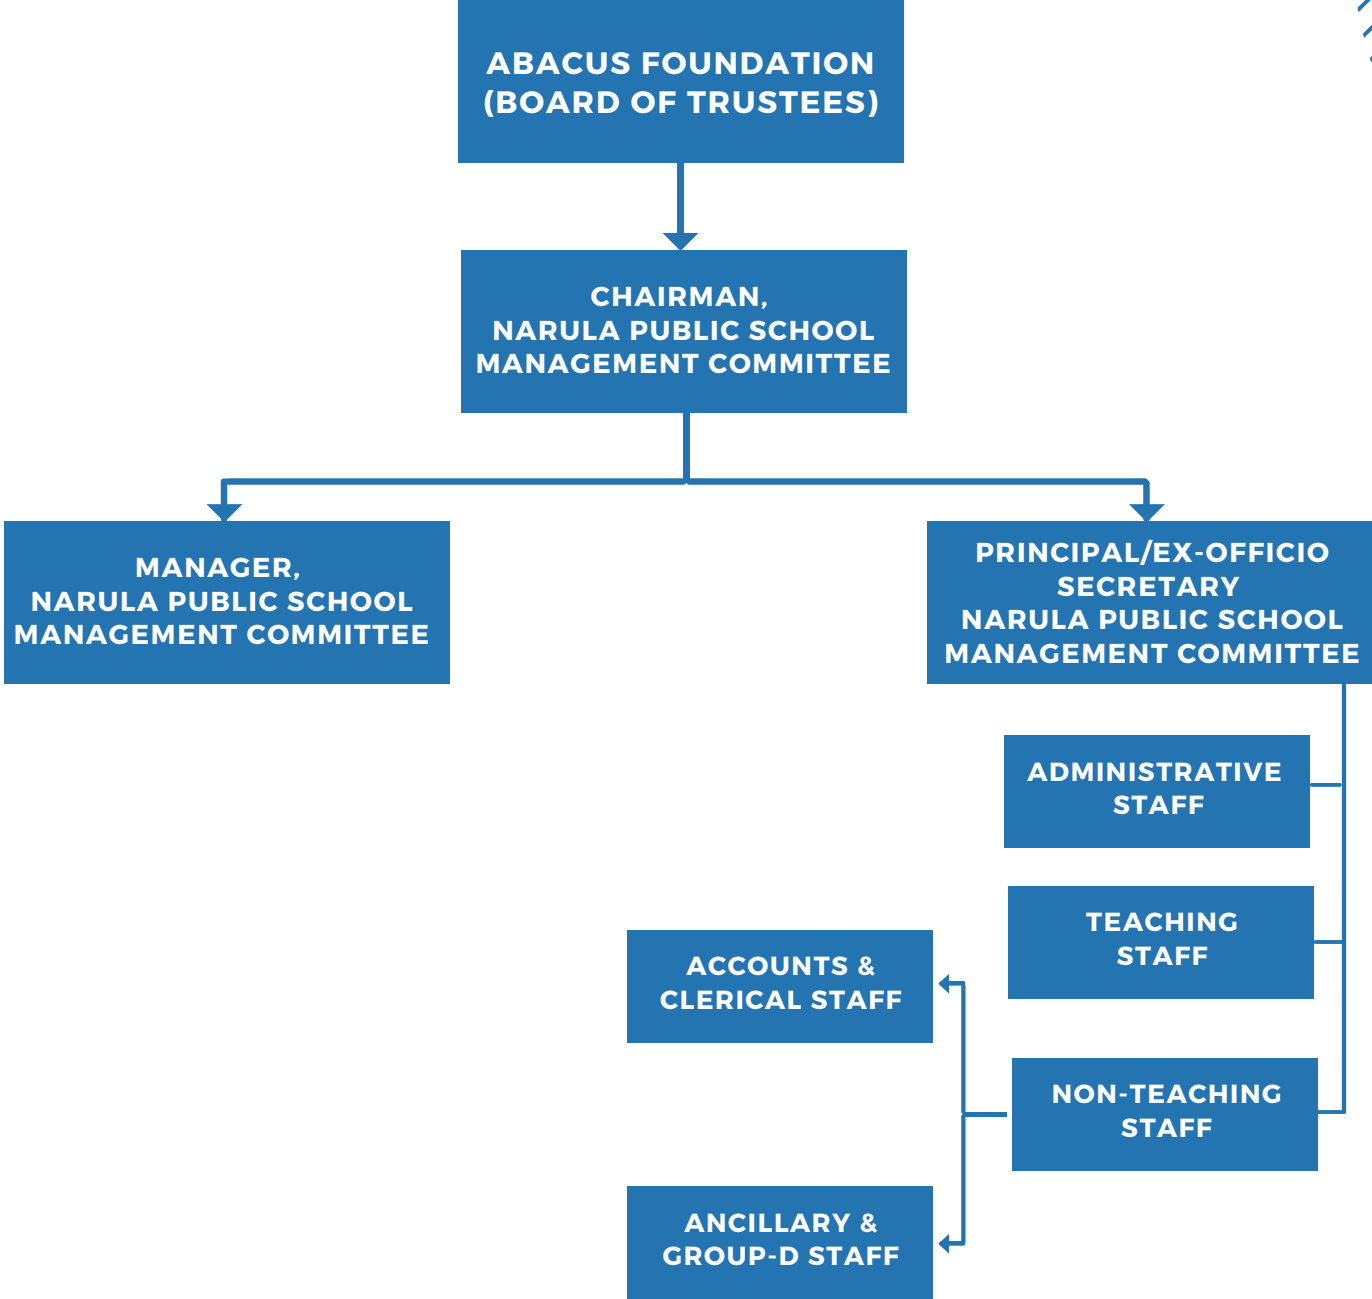 ABACUS FOUNDATION
(BOARD OF TRUSTEES)
CHAIRMAN,
NARULA PUBLIC SCHOOL
MANAGEMENT COMMITTEE
MANAGER,
NARULA PUBLIC SCHOOL
MANAGEMENT COMMITTEE
PRINCIPAL/EX-OFFICIO
SECRETARY
NARULA PUBLIC SCHOOL
MANAGEMENT COMMITTEE
ADMINISTRATIVE
STAFF
TEACHING
STAFF
ACCOUNTS &
CLERICAL STAFF
NON-TEACHING
STAFF
ANCILLARY &
GROUP-D STAFF